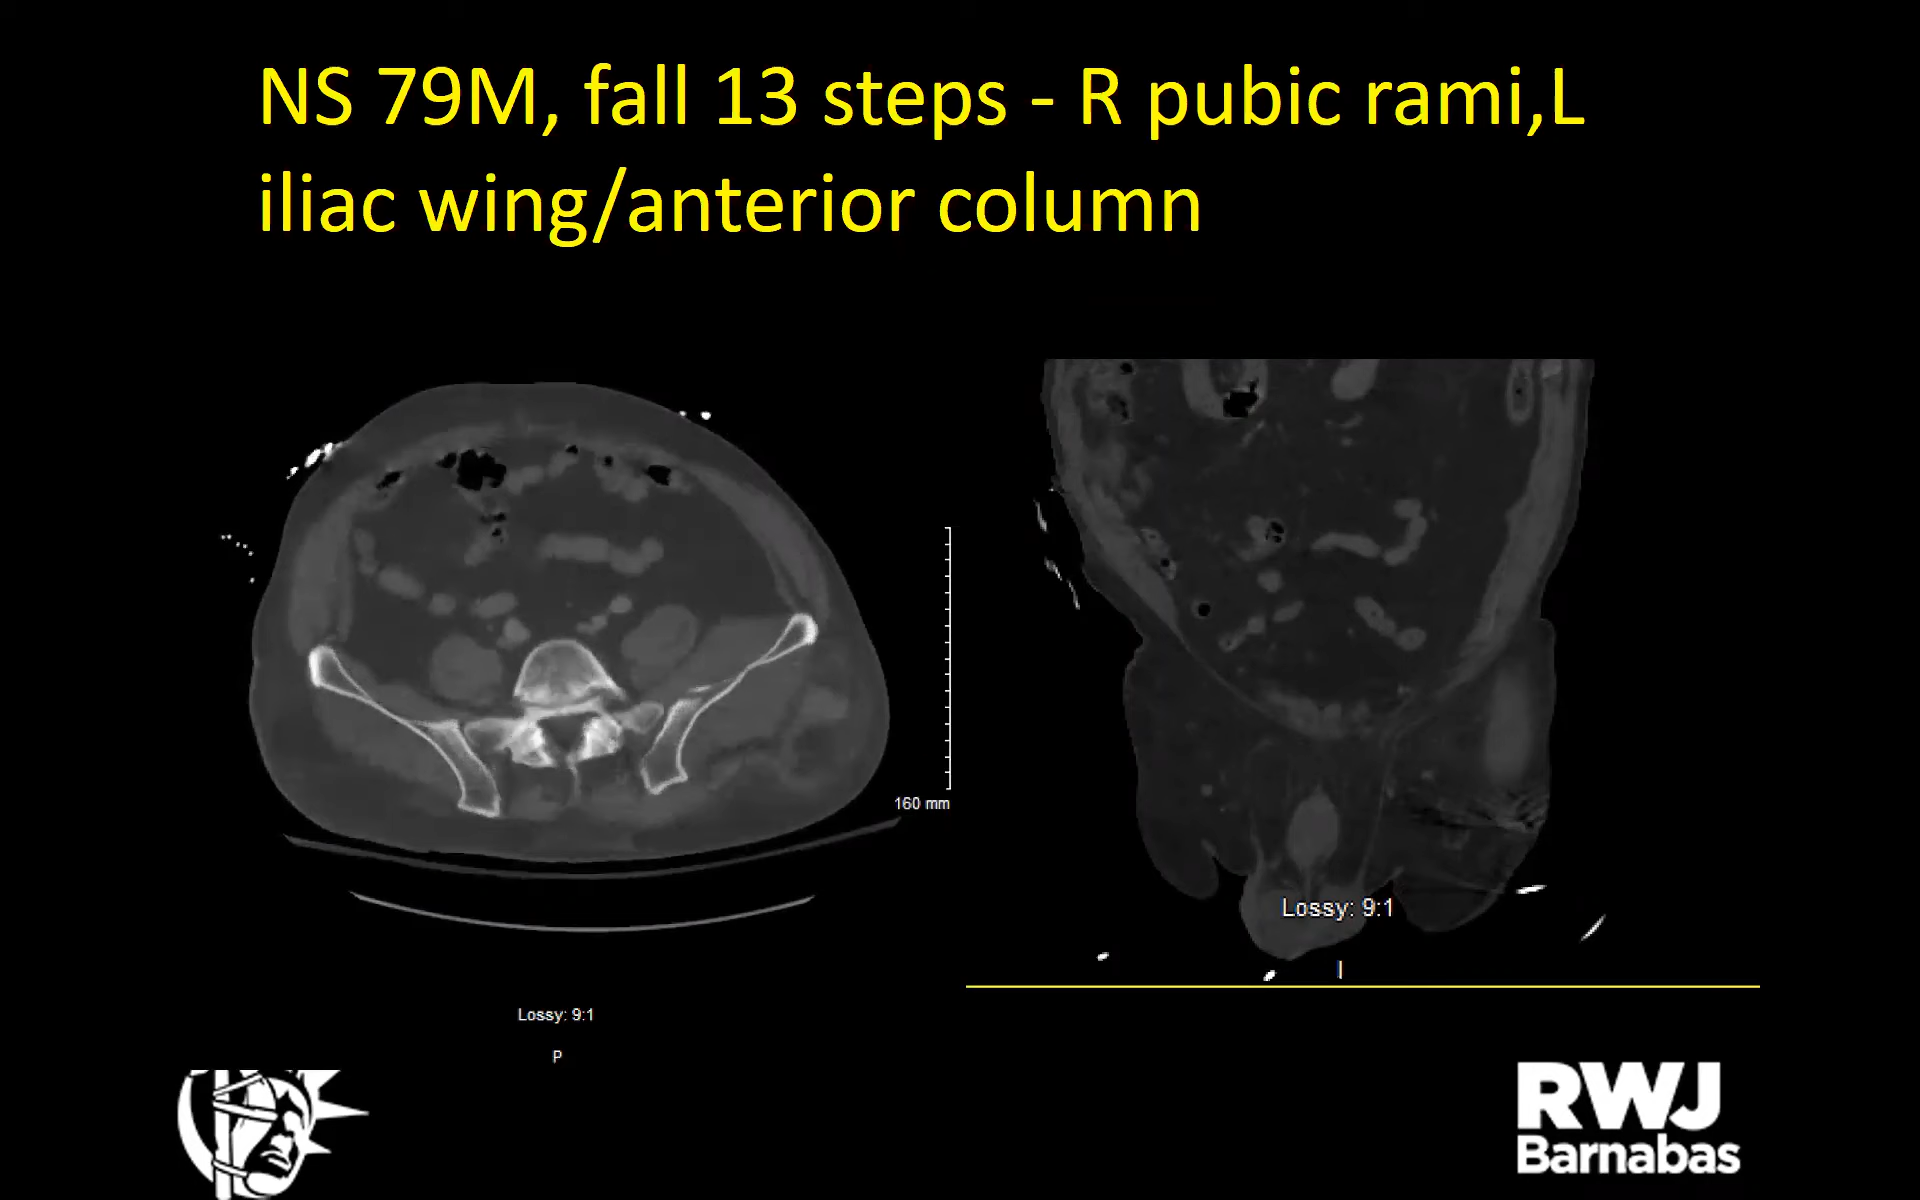 NS 79M, fall 13 steps - R pubic rami,L
iliac wing/anterior column
160 mm
Lossy: 9:1
I
Lossy: 9:1
P
RWJ
Barnabas